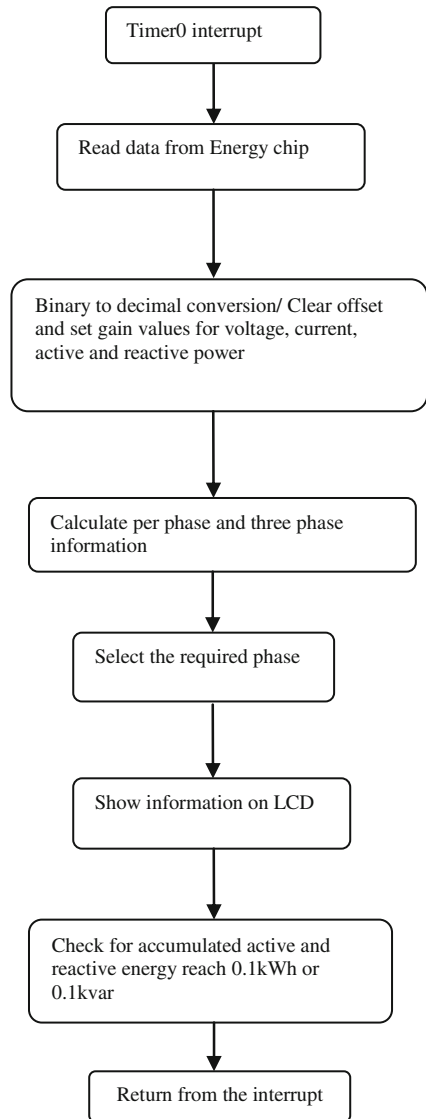 Timer0 interrupt
Read data from Energy chip
Binary to decimal conversion/ Clear offset
and set gain values for voltage, current,
active and reactive power
Calculate per phase and three phase
information
Select the required phase
Show information on LCD
Check for accumulated active and
reactive energy reach 0.1kWh or
0.1kvar
Return from the interrupt